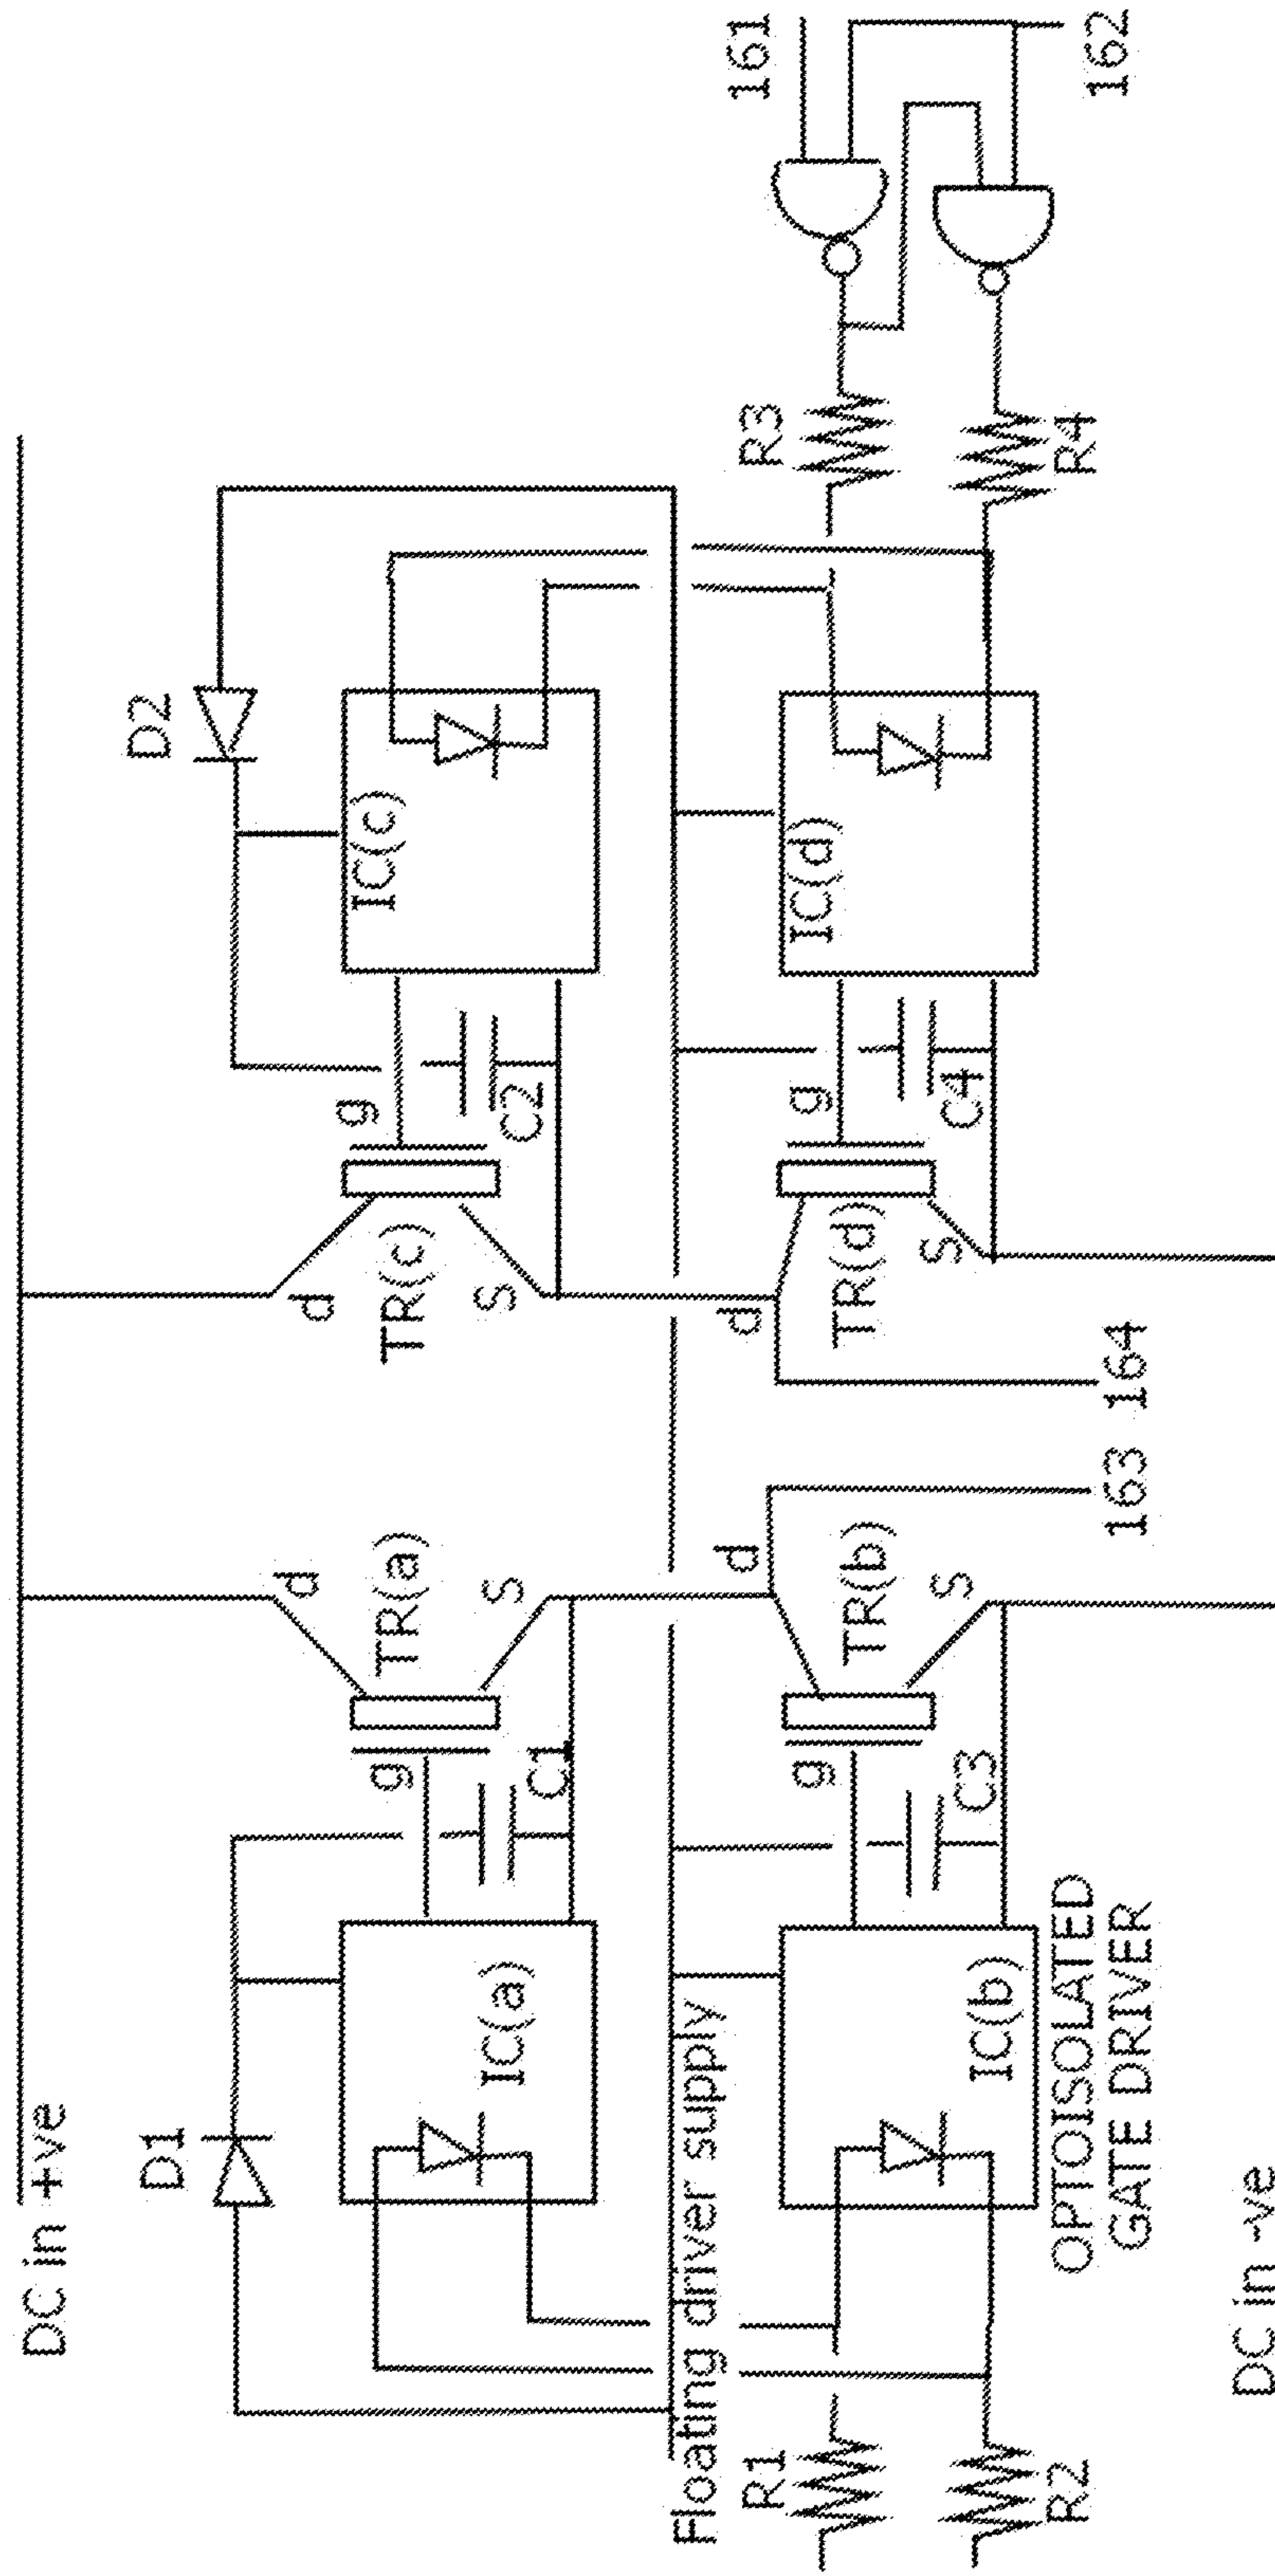 DC in +ve
D1
D2
IC(a)
g
C1
d
TR(a)
S
d
TR(c)
S
g
C2
IC(c)
Floating driver supply
R1
R2
IC(b)
OPTOISOLATED
GATE DRIVER
g
C3
d
TR(b)
S
163
164
d
TR(d)
S
g
C4
IC(d)
R3
R4
161
162
DC in -ve